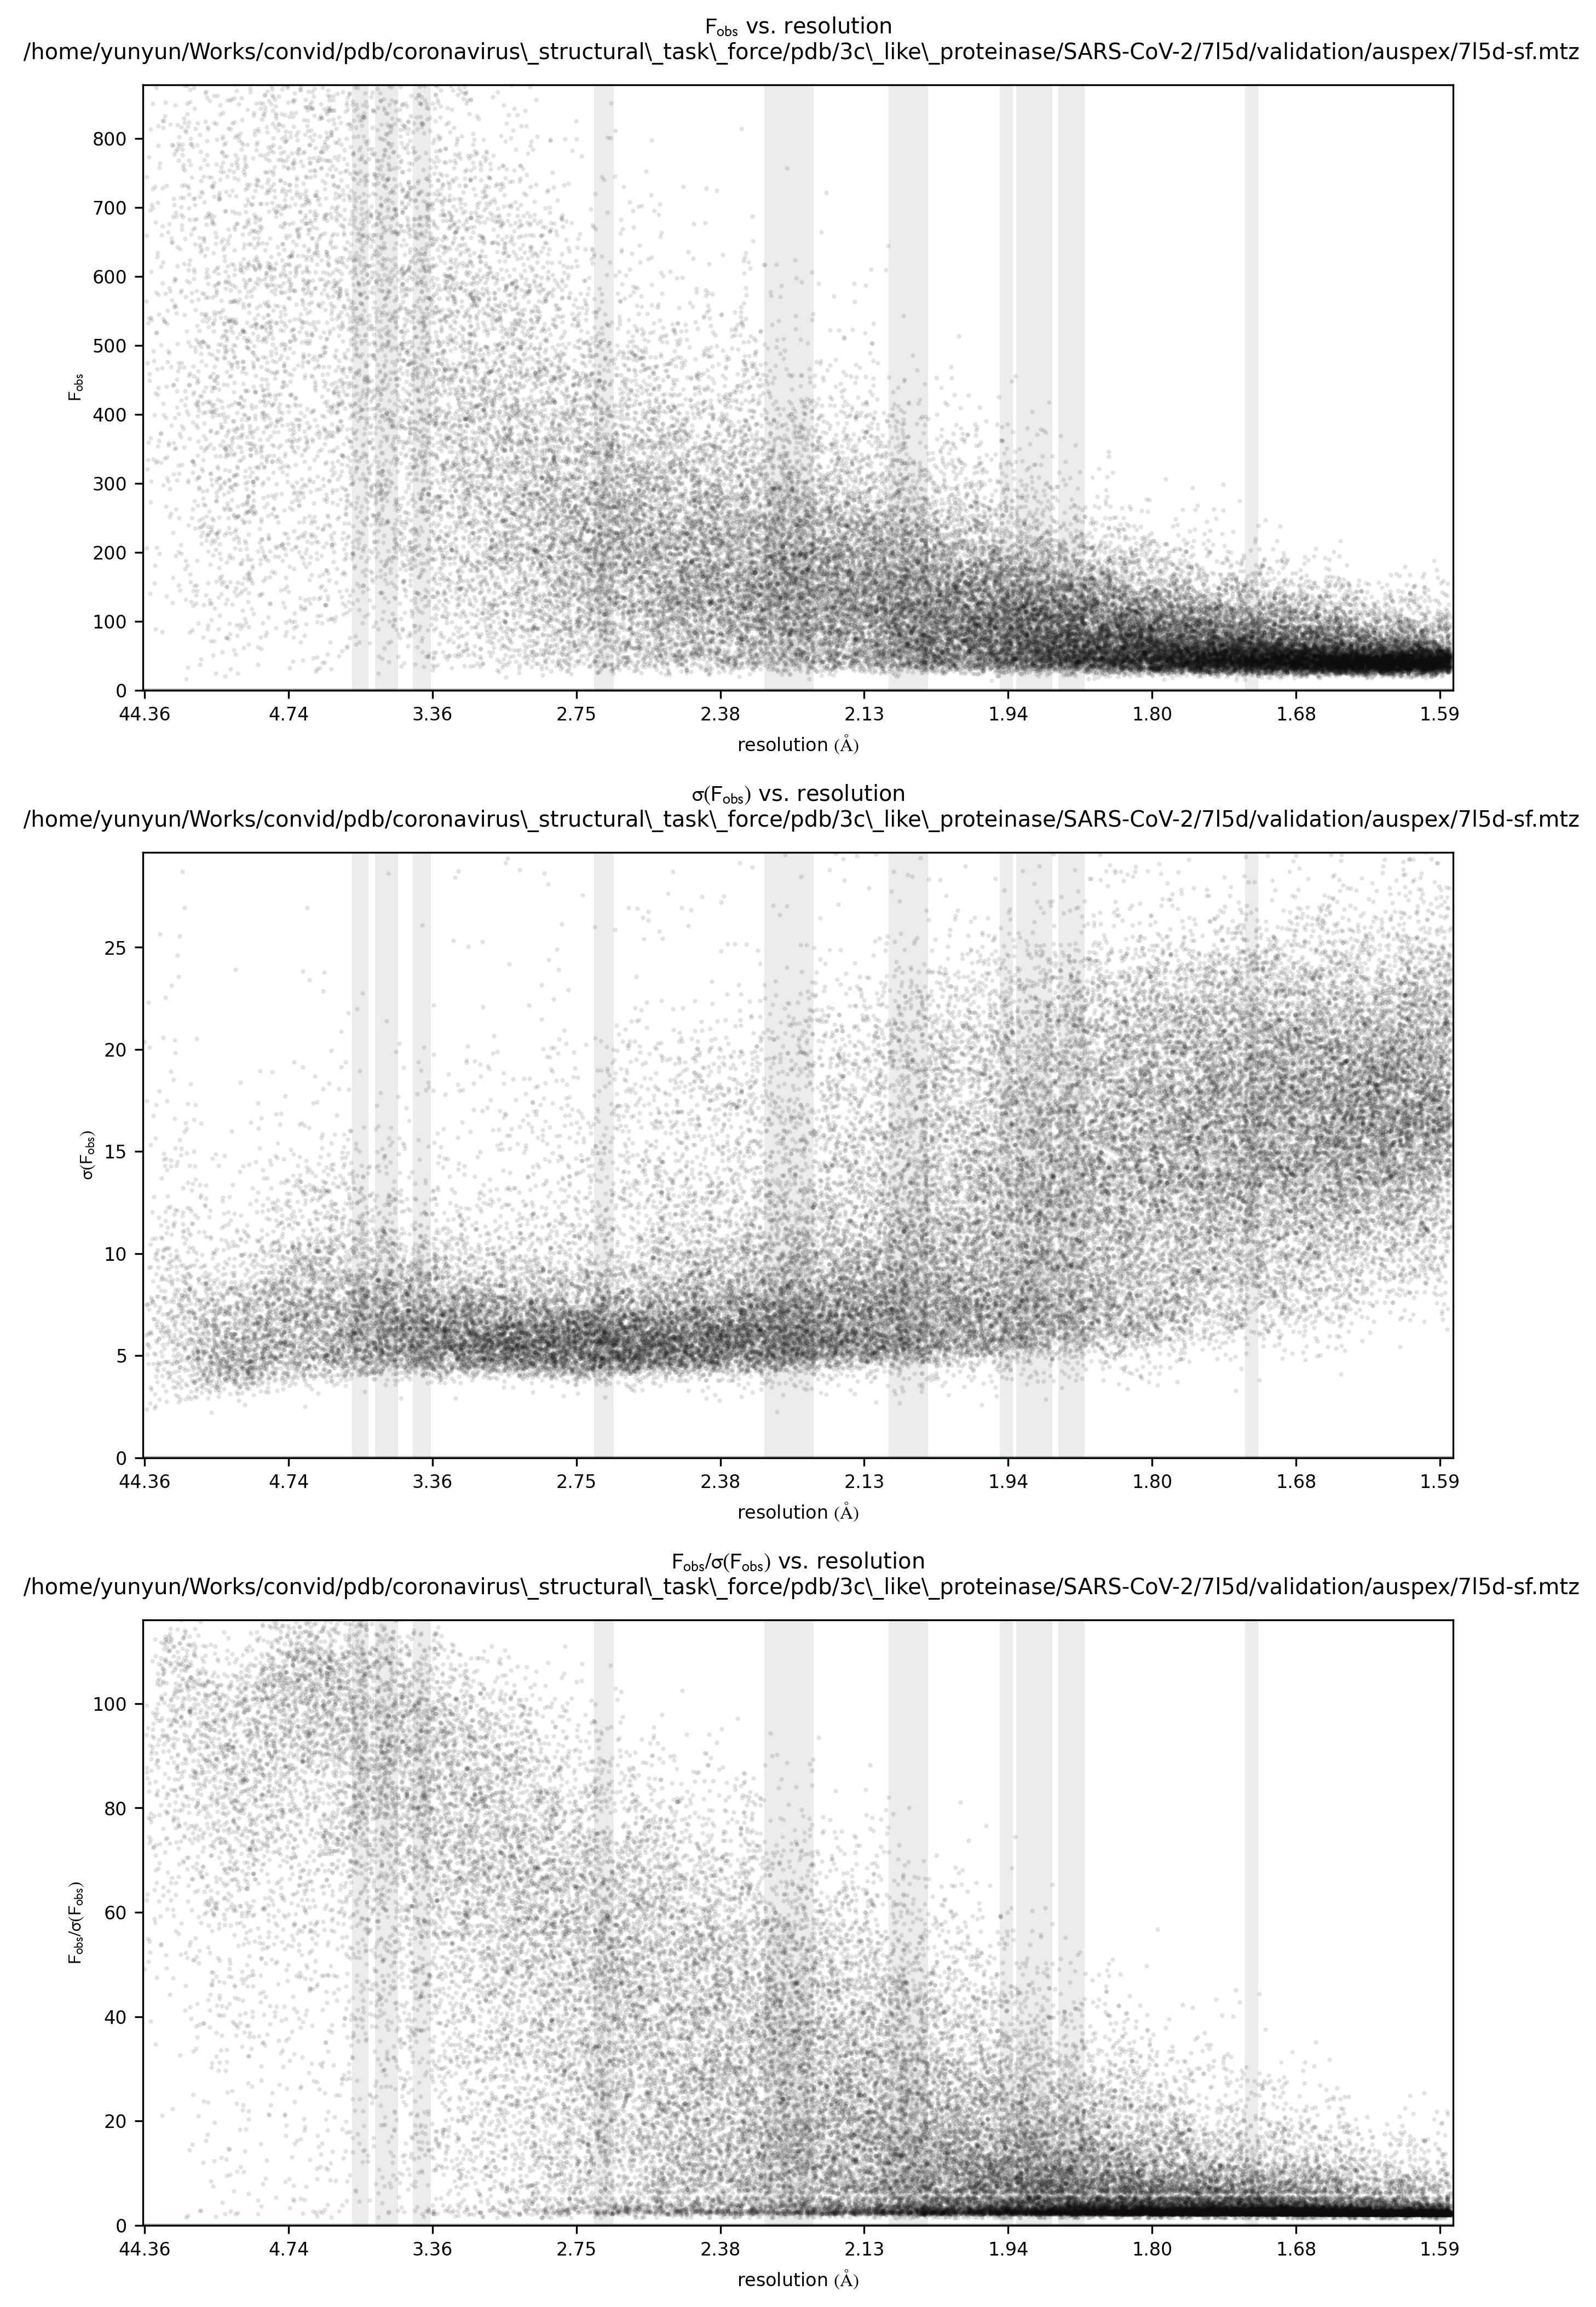 Fobs vs. resolution
/home/yunyun/Works/convid/pdb/coronavirus\_structural\_task\_force/pdb/3c\_like\_proteinase/SARS-CoV-2/7l5d/validation/auspex/7l5d-sf.mtz
800
700
600
500
400
300
200
100
0
Fobs
44.36 4.74 3.36 2.75 2.38 2.13 1.94 1.80 1.68 1.59
resolution (Å)
σ(Fobs) vs. resolution
/home/yunyun/Works/convid/pdb/coronavirus\_structural\_task\_force/pdb/3c\_like\_proteinase/SARS-CoV-2/7l5d/validation/auspex/7l5d-sf.mtz
25
20
15
10
5
0
σ(Fobs)
44.36 4.74 3.36 2.75 2.38 2.13 1.94 1.80 1.68 1.59
resolution (Å)
Fobs/σ(Fobs) vs. resolution
/home/yunyun/Works/convid/pdb/coronavirus\_structural\_task\_force/pdb/3c\_like\_proteinase/SARS-CoV-2/7l5d/validation/auspex/7l5d-sf.mtz
100
80
60
40
20
0
Fobs/σ(Fobs)
44.36 4.74 3.36 2.75 2.38 2.13 1.94 1.80 1.68 1.59
resolution (Å)